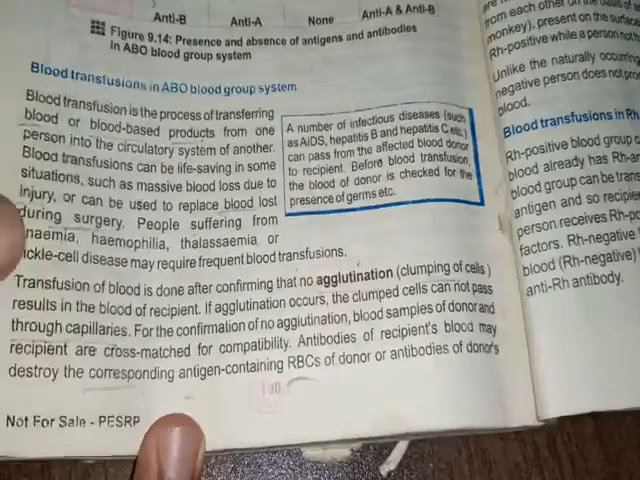 Anti-B Anti-A None Anti-A & Anti-B
Figure 9.14: Presence and absence of antigens and antibodies
in ABO blood group system
Blood transfusions in ABO blood group system
Blood transfusion is the process of transferring
blood or blood-based products from one
person into the circulatory system of another.
Blood transfusions can be life-saving in some
situations, such as massive blood loss due to
injury, or can be used to replace blood lost
during surgery. People suffering from
anaemia, haemophilia, thalassaemia or
ickle-cell disease may require frequent blood transfusions.
A number of infectious diseases (such
as AIDS, hepatitis B and hepatitis C etc.)
can pass from the affected blood donor
to recipient. Before blood transfusion,
the blood of donor is checked for the
presence of germs etc.
Transfusion of blood is done after confirming that no agglutination (clumping of cells)
results in the blood of recipient. If agglutination occurs, the clumped cells can not pass
through capillaries. For the confirmation of no agglutination, blood samples of donor and
recipient are cross-matched for compatibility. Antibodies of recipient's blood may
destroy the corresponding antigen-containing RBCs of donor or antibodies of donor's
190
Not For Sale - PESRP
from each other on the basis of
monkey), present on the surface
Rh-positive while a person not h
Unlike the naturally occurring
negative person does not pro
blood.
Blood transfusions in Rh
Rh-positive blood group c
blood already has Rh-an
blood group can be trans
antigen and so recipie
person receives Rh-po
factors. Rh-negative
blood (Rh-negative)
anti-Rh antibody.